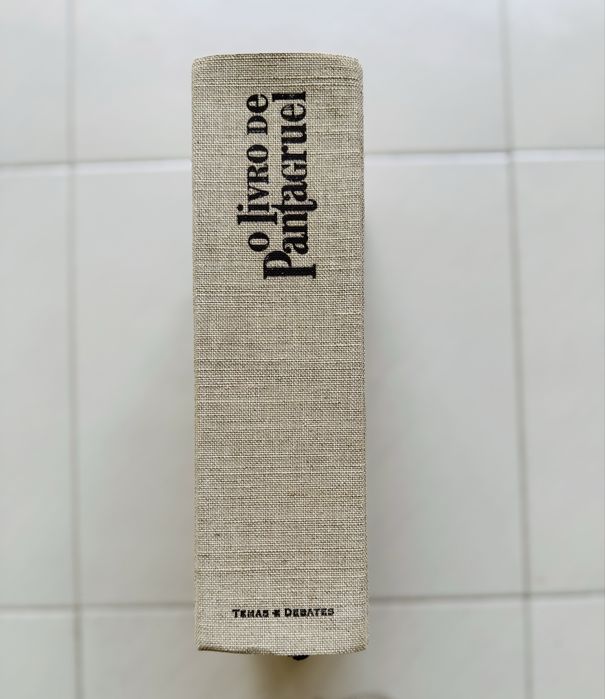 O LIVRO DE
PantaGruel
TEMAS E DEBATES